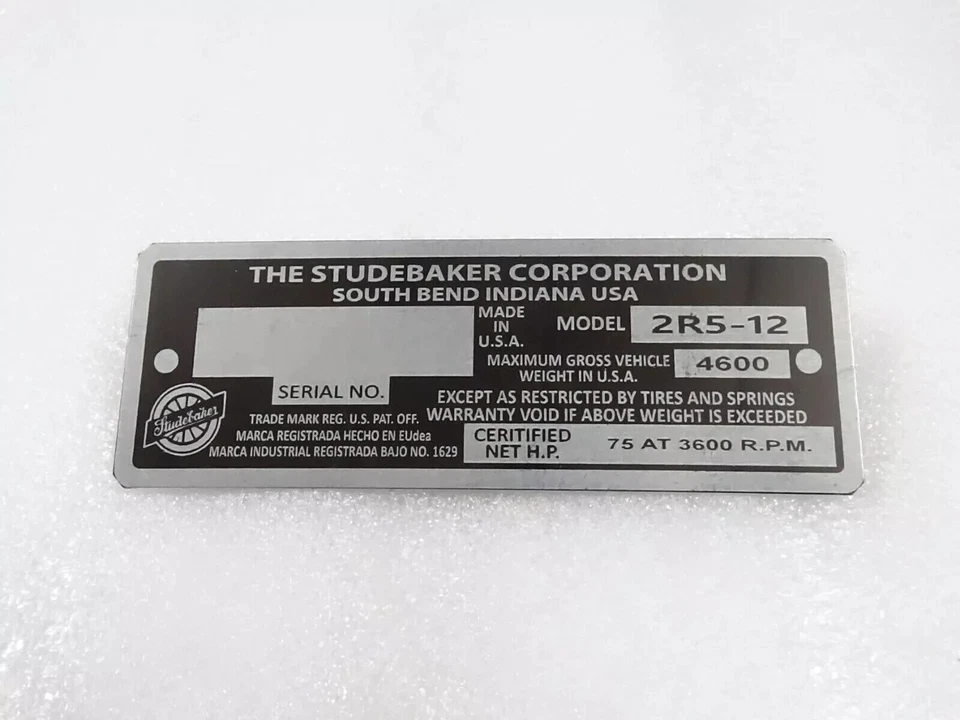 THE STUDEBAKER CORPORATION
SOUTH BEND INDIANA USA
MADE
IN
U.S.A.
MODEL 2R5-12
MAXIMUM GROSS VEHICLE
WEIGHT IN U.S.A. 4600
SERIAL NO.
EXCEPT AS RESTRICTED BY TIRES AND SPRINGS
WARRANTY VOID IF ABOVE WEIGHT IS EXCEEDED
Studebaker
TRADE MARK REG. U.S. PAT. OFF.
MARCA REGISTRADA HECHO EN EUdea
MARCA INDUSTRIAL REGISTRADA BAJO NO. 1629
CERITIFIED
NET H.P. 75 AT 3600 R.P.M.